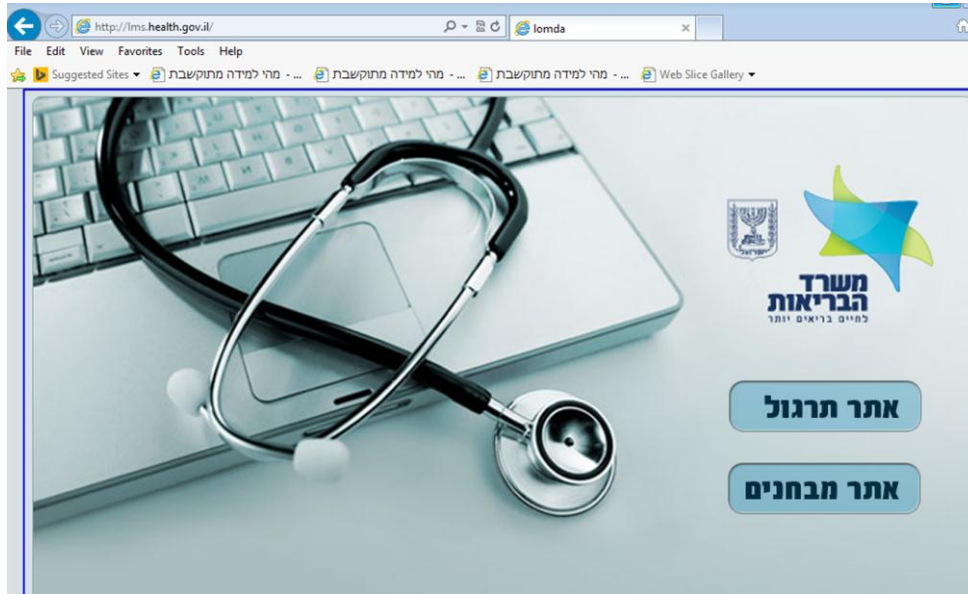 http://lms.health.gov.il/
lomda
File Edit View Favorites Tools Help
Suggested Sites
מהי למידה מתוקשבת - ...
מהי למידה מתוקשבת - ...
מהי למידה מתוקשבת - ...
Web Slice Gallery
משרד
הבריאות
לחיים בריאים יותר
אתר תרגול
אתר מבחנים